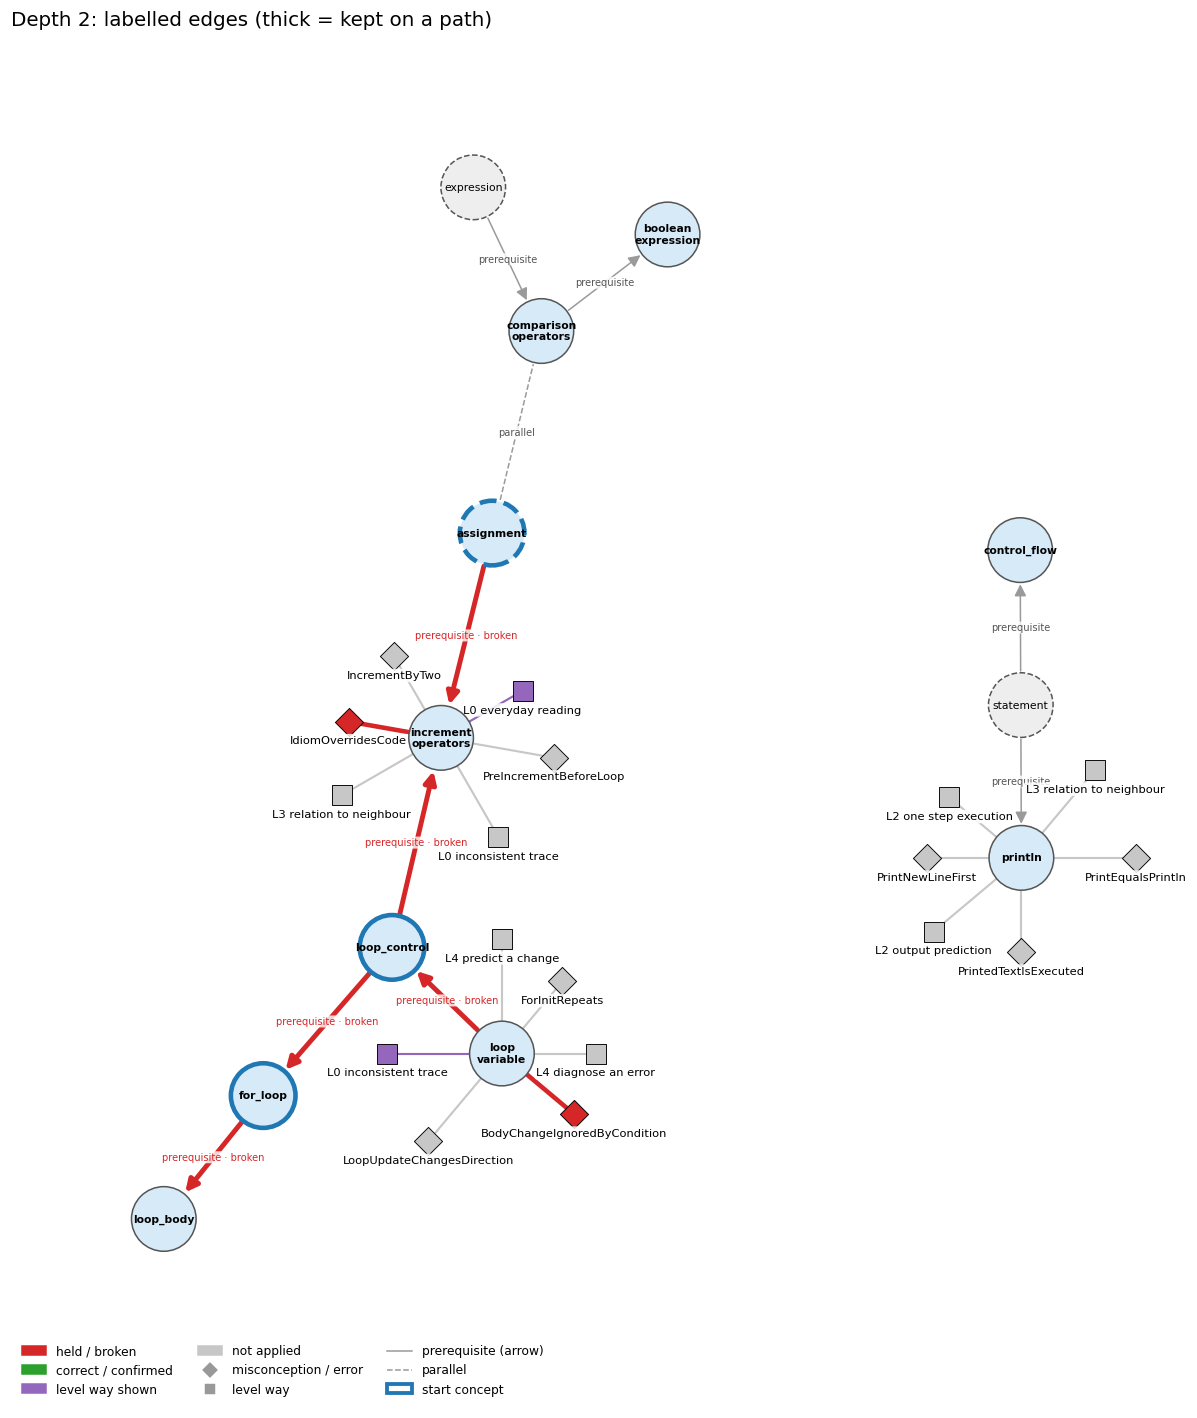 Depth 2: labelled edges (thick = kept on a path)
expression
boolean
expression
prerequisite
prerequisite
comparison
operators
parallel
assignment
control_flow
prerequisite · broken
prerequisite
IncrementByTwo
L0 everyday reading
statement
IdiomOverridesCode
increment
operators
PreIncrementBeforeLoop
prerequisite
L3 relation to neighbour
L3 relation to neighbour
L2 one step execution
prerequisite · broken
L0 inconsistent trace
println
PrintNewLineFirst
PrintEqualsPrintln
loop_control
L4 predict a change
L2 output prediction
PrintedTextIsExecuted
prerequisite · broken
ForInitRepeats
prerequisite · broken
loop
variable
L0 inconsistent trace
L4 diagnose an error
for_loop
BodyChangeIgnoredByCondition
prerequisite · broken
LoopUpdateChangesDirection
loop_body
held / broken
correct / confirmed
level way shown
not applied
misconception / error
level way
prerequisite (arrow)
parallel
start concept